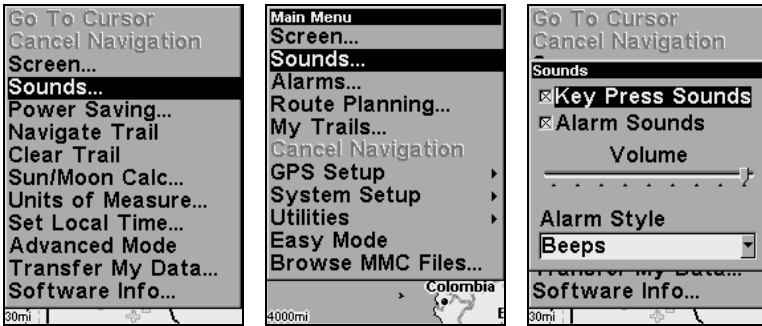 Go To Cursor
Cancel Navigation
Screen...
Sounds...
Power Saving...
Navigate Trail
Clear Trail
Sun/Moon Calc...
Units of Measure...
Set Local Time...
Advanced Mode
Transfer My Data...
Software Info...
30mi
Main Menu
Screen...
Sounds...
Alarms...
Route Planning...
My Trails...
Cancel Navigation
GPS Setup
System Setup
Utilities
Easy Mode
Browse MMC Files...
Colombia
4000mi
E
Go To Cursor
Cancel Navigation
Sounds
Key Press Sounds
Alarm Sounds
Volume
Alarm Style
Beeps
Transfer My Data...
Software Info...
30mi